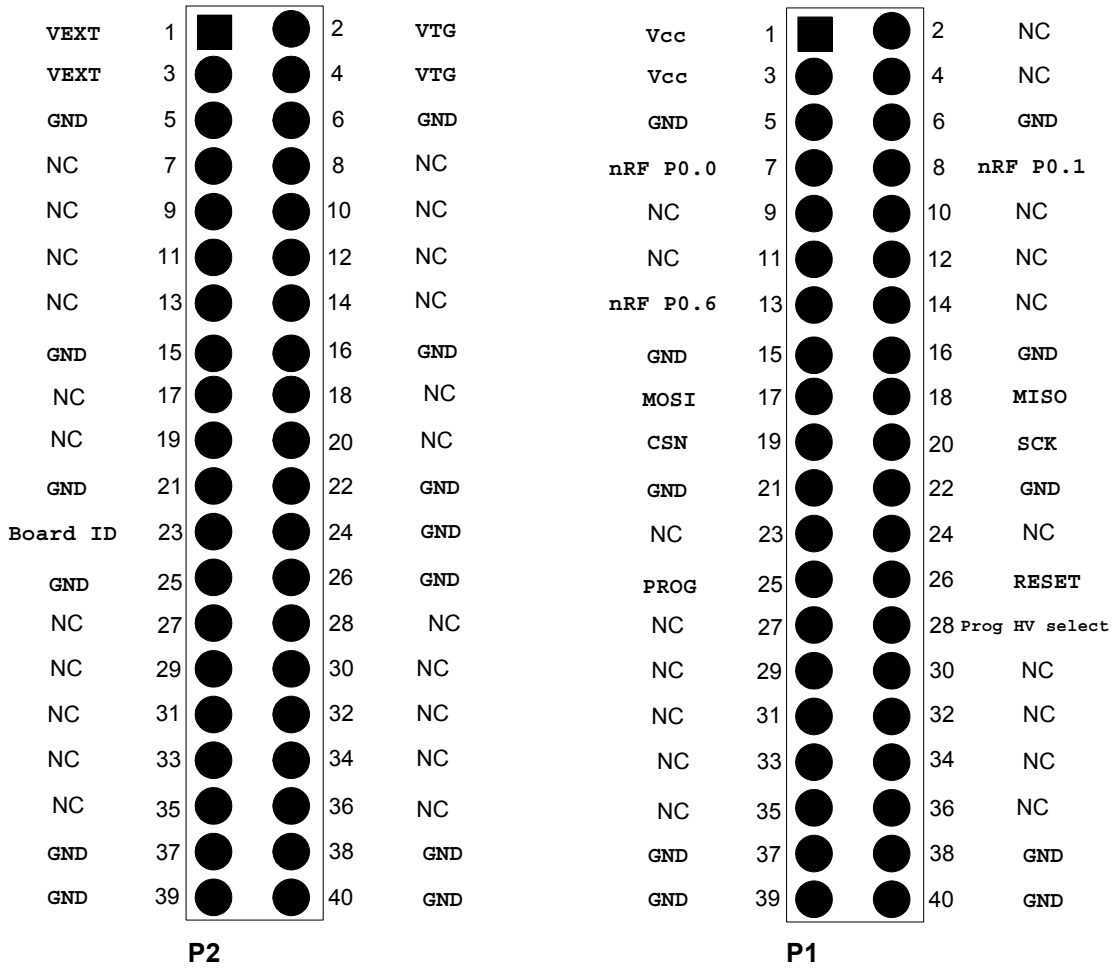 VEXT 1 2 VTG Vcc 1 2 NC
VEXT 3 4 VTG Vcc 3 4 NC
GND 5 6 GND GND 5 6 GND
NC 7 8 NC nRF P0.0 7 8 nRF P0.1
NC 9 10 NC NC 9 10 NC
NC 11 12 NC NC 11 12 NC
NC 13 14 NC nRF P0.6 13 14 NC
GND 15 16 GND GND 15 16 GND
NC 17 18 NC MOSI 17 18 MISO
NC 19 20 NC CSN 19 20 SCK
GND 21 22 GND GND 21 22 GND
Board ID 23 24 GND NC 23 24 NC
GND 25 26 GND PROG 25 26 RESET
NC 27 28 NC NC 27 28 Prog HV select
NC 29 30 NC NC 29 30 NC
NC 31 32 NC NC 31 32 NC
NC 33 34 NC NC 33 34 NC
NC 35 36 NC NC 35 36 NC
GND 37 38 GND GND 37 38 GND
GND 39 40 GND GND 39 40 GND
P2 P1